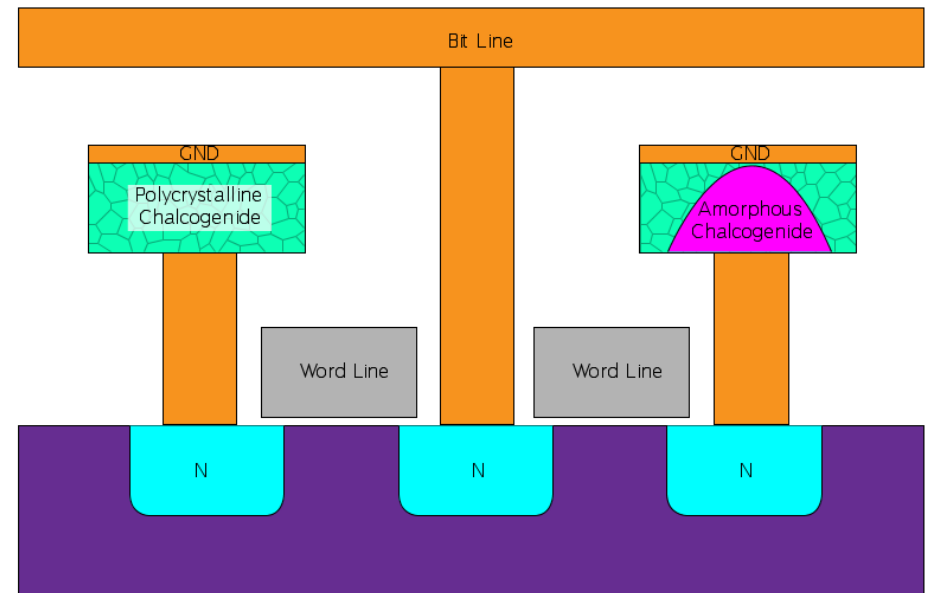 Bit Line
GND
GND
Polycrystalline
Chalcogenide
Amorphous
Chalcogenide
Word Line
Word Line
N
N
N